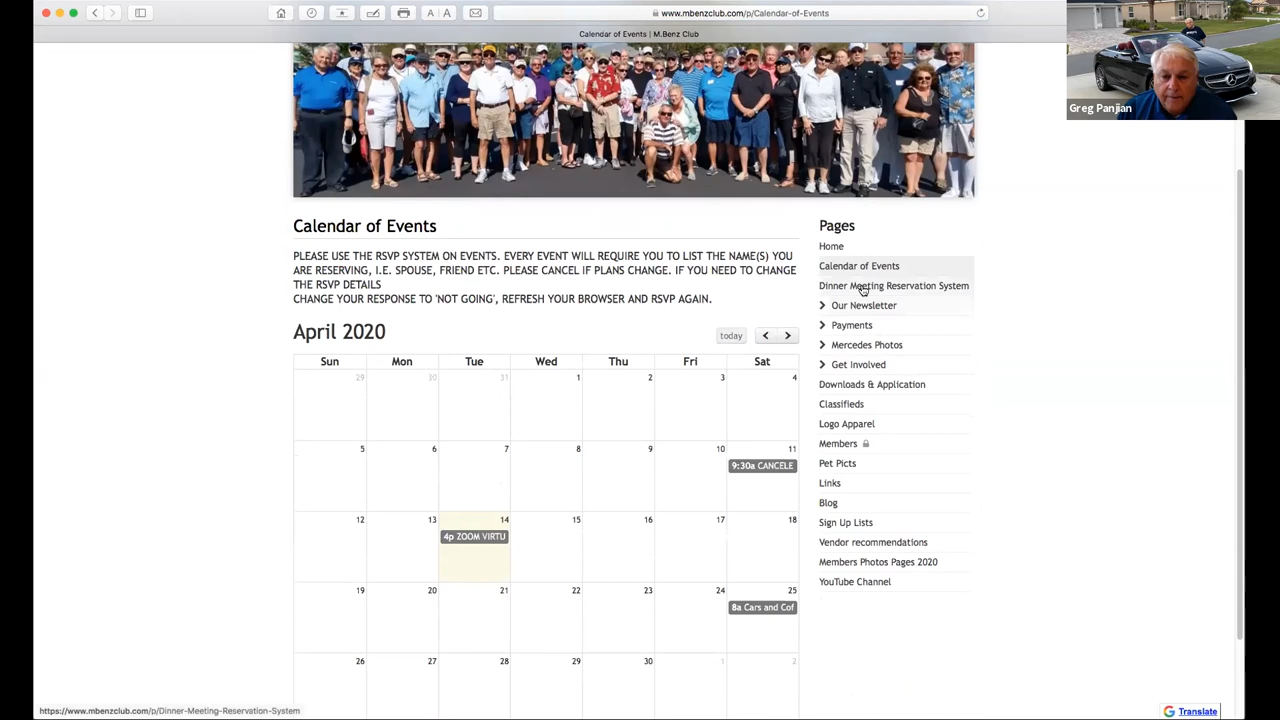 www.mbenzclub.com/p/Calendar-of-Events
A A
Calendar of Events | M.Benz Club
Greg Panjian
Calendar of Events
PLEASE USE THE RSVP SYSTEM ON EVENTS. EVERY EVENT WILL REQUIRE YOU TO LIST THE NAME(S) YOU
ARE RESERVING, I.E. SPOUSE, FRIEND ETC. PLEASE CANCEL IF PLANS CHANGE. IF YOU NEED TO CHANGE
THE RSVP DETAILS
CHANGE YOUR RESPONSE TO 'NOT GOING', REFRESH YOUR BROWSER AND RSVP AGAIN.
April 2020
today
Sun Mon Tue Wed Thu Fri Sat
29 30 31 1 2 3 4
5 6 7 8 9 10 11
9:30a CANCELE
12 13 14 15 16 17 18
4p ZOOM VIRTU
19 20 21 22 23 24 25
8a Cars and Cof
26 27 28 29 30 1 2
Pages
Home
Calendar of Events
Dinner Meeting Reservation System
Our Newsletter
Payments
Mercedes Photos
Get Involved
Downloads & Application
Classifieds
Logo Apparel
Members
Pet Picts
Links
Blog
Sign Up Lists
Vendor recommendations
Members Photos Pages 2020
YouTube Channel
https://www.mbenzclub.com/p/Dinner-Meeting-Reservation-System
G Translate